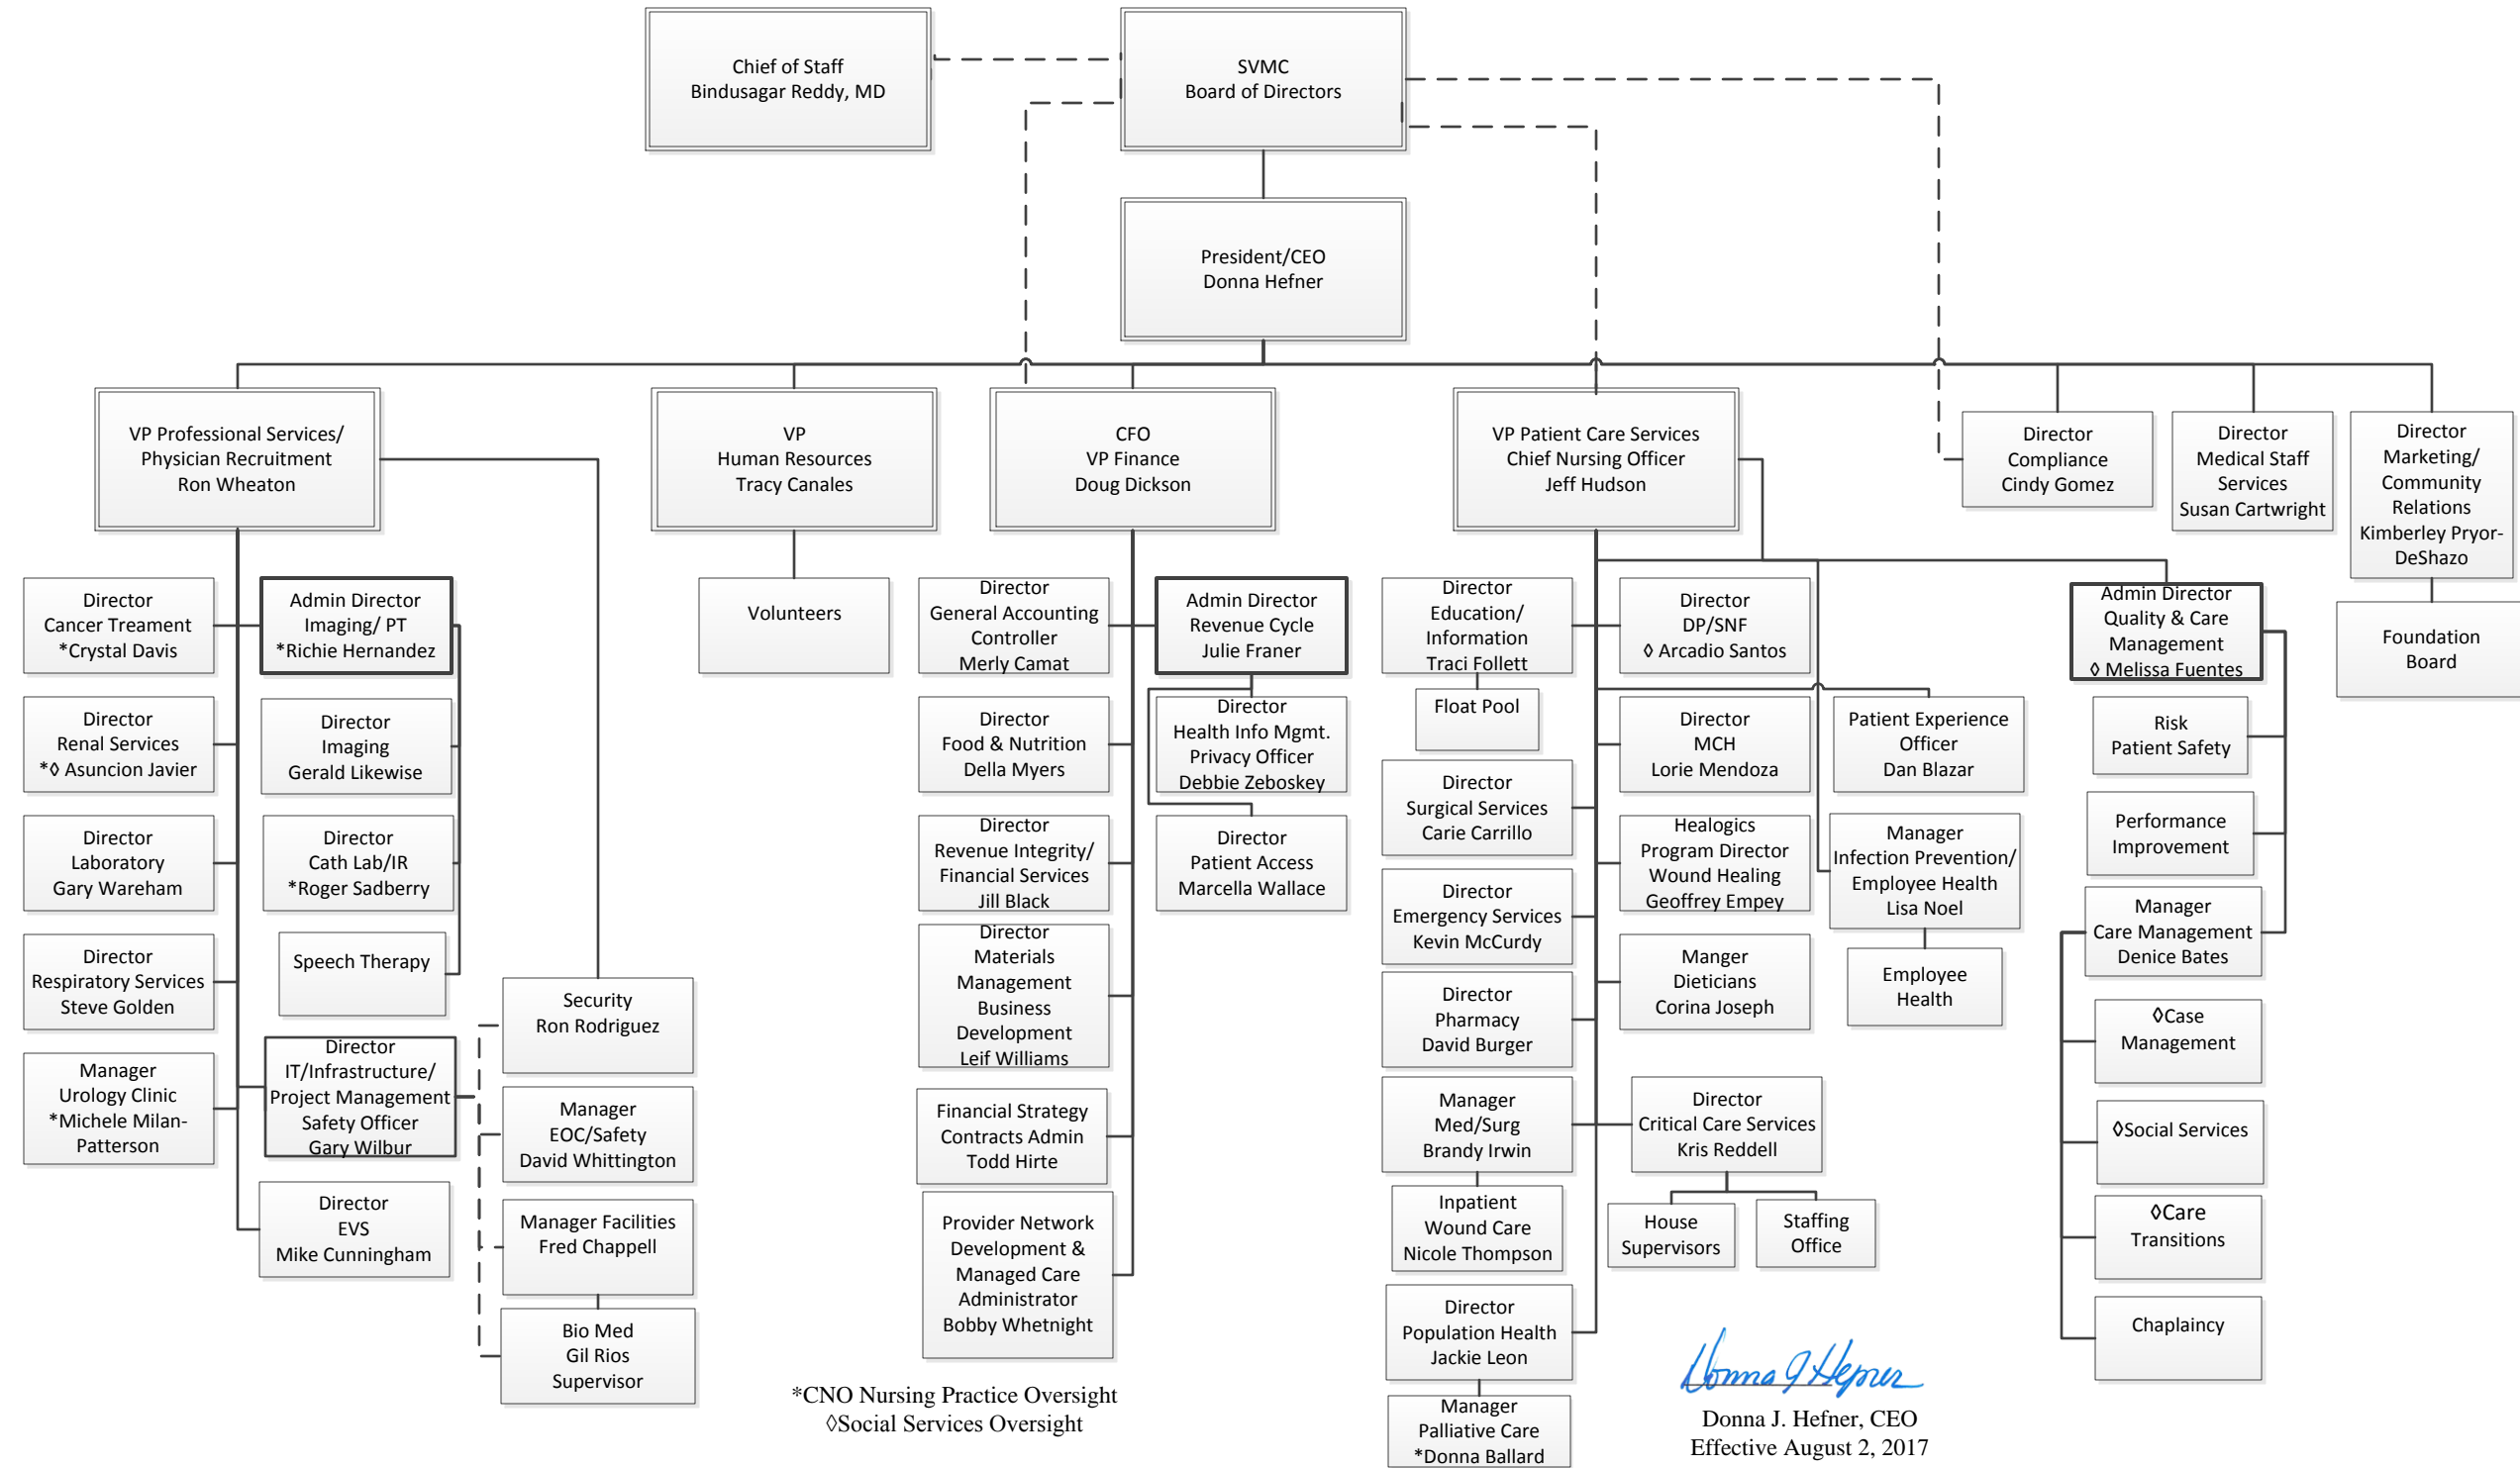 Chief of Staff
Bindusagar Reddy, MD
SVMC
Board of Directors
President/CEO
Donna Hefner
VP Professional Services/
Physician Recruitment
Ron Wheaton
VP
Human Resources
Tracy Canales
CFO
VP Finance
Doug Dickson
VP Patient Care Services
Chief Nursing Officer
Jeff Hudson
Director
Compliance
Cindy Gomez
Director
Medical Staff
Services
Susan Cartwright
Director
Marketing/
Community
Relations
Kimberley Pryor-
DeShazo
Foundation
Board
Director
Cancer Treament
*Crystal Davis
Director
Renal Services
*◊ Asuncion Javier
Director
Laboratory
Gary Wareham
Director
Respiratory Services
Steve Golden
Manager
Urology Clinic
*Michele Milan-
Patterson
Admin Director
Imaging/ PT
*Richie Hernandez
Director
Imaging
Gerald Likewise
Director
Cath Lab/IR
*Roger Sadberry
Speech Therapy
Director
IT/Infrastructure/
Project Management
Safety Officer
Gary Wilbur
Director
EVS
Mike Cunningham
Security
Ron Rodriguez
Manager
EOC/Safety
David Whittington
Manager Facilities
Fred Chappell
Bio Med
Gil Rios
Supervisor
Volunteers
Director
General Accounting
Controller
Merly Camat
Director
Food & Nutrition
Della Myers
Director
Revenue Integrity/
Financial Services
Jill Black
Director
Materials
Management
Business
Development
Leif Williams
Financial Strategy
Contracts Admin
Todd Hirte
Provider Network
Development &
Managed Care
Administrator
Bobby Whetnight
Admin Director
Revenue Cycle
Julie Franer
Director
Health Info Mgmt.
Privacy Officer
Debbie Zeboskey
Director
Patient Access
Marcella Wallace
Director
Education/
Information
Traci Follett
Float Pool
Director
Surgical Services
Carie Carrillo
Director
Emergency Services
Kevin McCurdy
Director
Pharmacy
David Burger
Manager
Med/Surg
Brandy Irwin
Inpatient
Wound Care
Nicole Thompson
Director
Population Health
Jackie Leon
Manager
Palliative Care
*Donna Ballard
Director
DP/SNF
◊ Arcadio Santos
Director
MCH
Lorie Mendoza
Healogics
Program Director
Wound Healing
Geoffrey Empey
Manger
Dieticians
Corina Joseph
Director
Critical Care Services
Kris Reddell
House
Supervisors
Staffing
Office
Patient Experience
Officer
Dan Blazar
Manager
Infection Prevention/
Employee Health
Lisa Noel
Employee
Health
Admin Director
Quality & Care
Management
◊ Melissa Fuentes
Risk
Patient Safety
Performance
Improvement
Manager
Care Management
Denice Bates
◊Case
Management
◊Social Services
◊Care
Transitions
Chaplaincy
*CNO Nursing Practice Oversight
◊Social Services Oversight
Donna J Hefner
Donna J. Hefner, CEO
Effective August 2, 2017